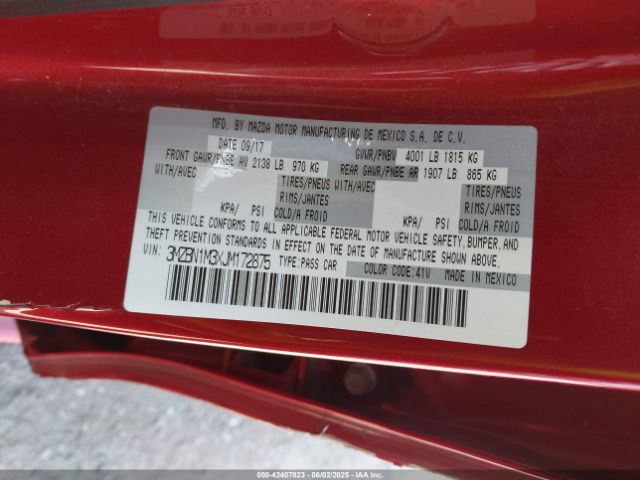 MFD. BY MAZDA MOTOR MANUFACTURING DE MEXICO S.A. DE C.V.
DATE 09/17 GVWR/PNBV 4001 LB 1815 KG
FRONT GAWR/PNBE AV 2138 LB 970 KG REAR GAWR/PNBE AR 1907 LB 865 KG
WITH/AVEC TIRES/PNEUS WITH/AVEC TIRES/PNEUS
RIMS/JANTES RIMS/JANTES
KPA/ PSI COLD/A FROID KPA/ PSI COLD/A FROID
THIS VEHICLE CONFORMS TO ALL APPLICABLE FEDERAL MOTOR VEHICLE SAFETY, BUMPER, AND
THEFT PREVENTION STANDARDS IN EFFECT ON THE DATE OF MANUFACTURE SHOWN ABOVE.
VIN: 3MZBN1M3XJM172875 TYPE:PASS CAR COLOR CODE:41V MADE IN MEXICO
000-42407823 - 06/02/2025 - IAA Inc. (AutoAuction)